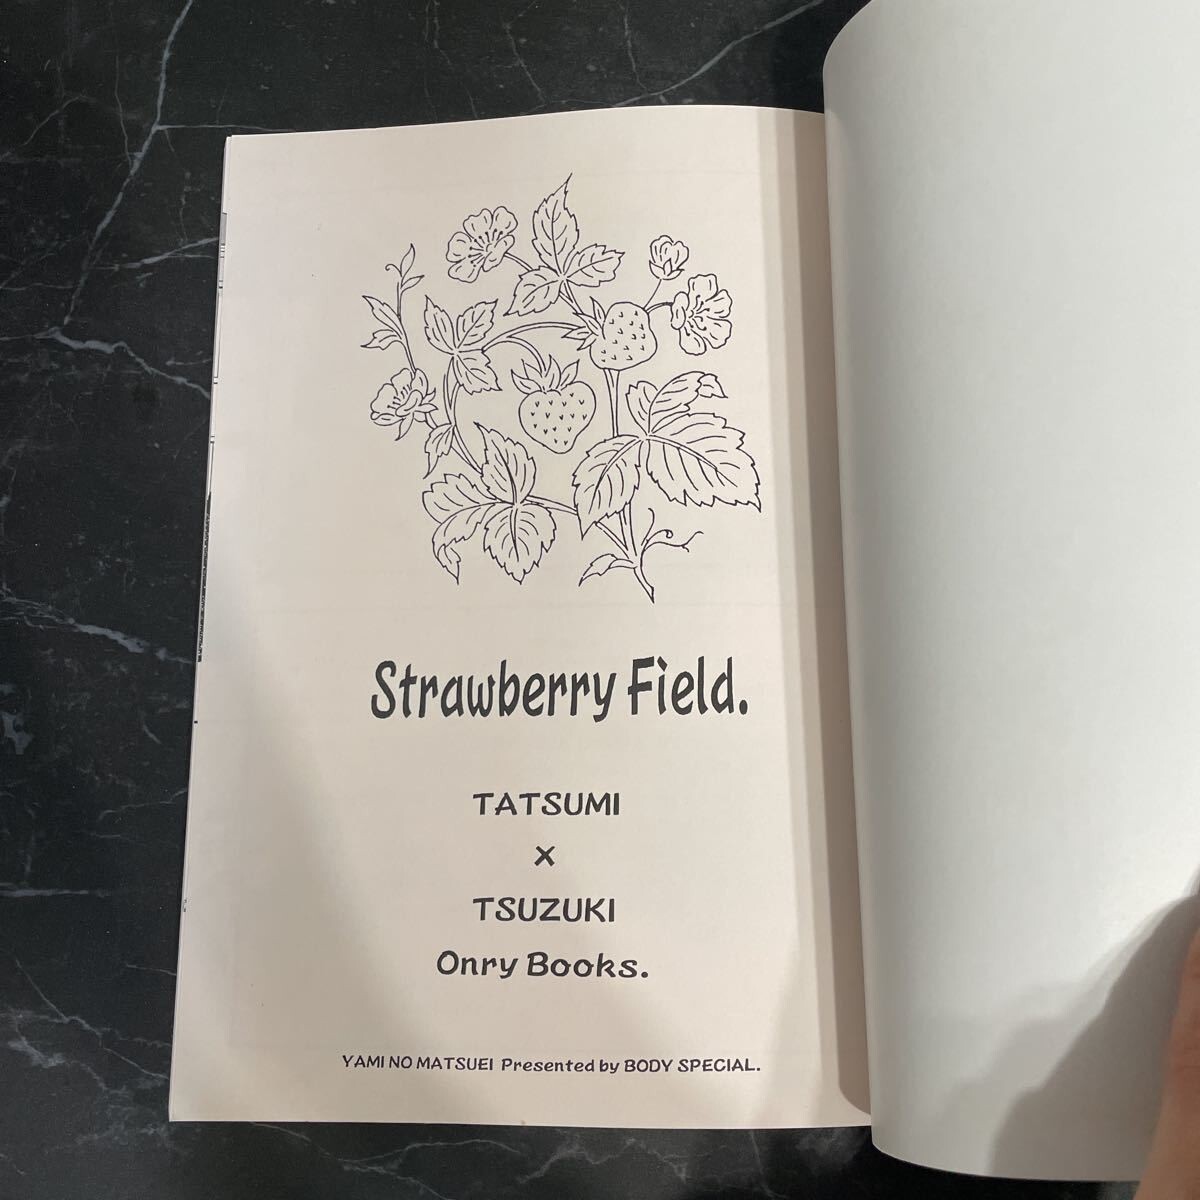 Strawberry Field.
TATSUMI
×
TSUZUKI
Onry Books.
YAMI NO MATSUEI Presented by BODY SPECIAL.